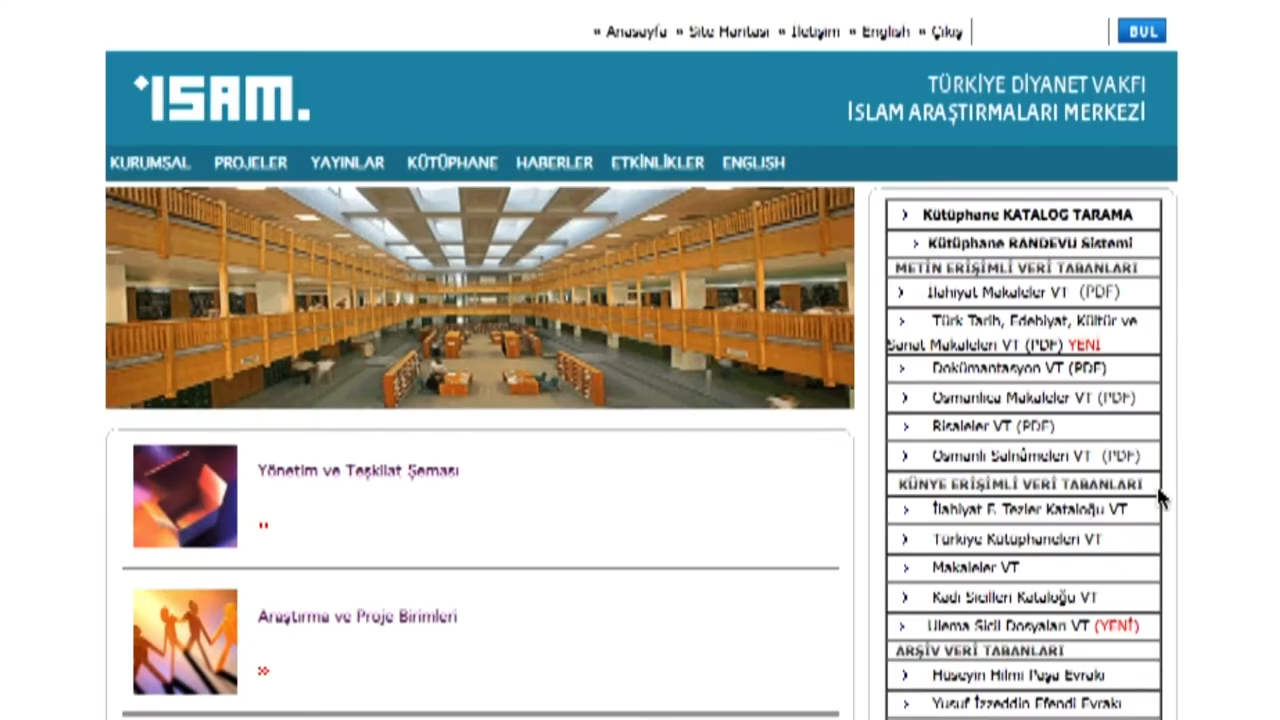 » Anasayfa » Site Haritası » İletişim » English » Çıkış
BUL
ISAM.
TÜRKİYE DİYANET VAKFI
İSLAM ARAŞTIRMALARI MERKEZİ
KURUMSAL PROJELER YAYINLAR KÜTÜPHANE HABERLER ETKİNLİKLER ENGLISH
Kütüphane KATALOG TARAMA
Kütüphane RANDEVU Sistemi
METİN ERİŞİMLİ VERİ TABANLARI
İlahiyat Makaleler VT (PDF)
Türk Tarih, Edebiyat, Kültür ve
Sanat Makaleleri VT (PDF) YENİ
Dokümantasyon VT (PDF)
Osmanlıca Makaleler VT (PDF)
Risaleler VT (PDF)
Osmanlı Salnâmeleri VT (PDF)
KÜNYE ERİŞİMLİ VERİ TABANLARI
İlahiyat F. Tezler Kataloğu VT
Türkiye Kütüphaneleri VT
Makaleler VT
Kadı Sicilleri Kataloğu VT
Ulema Sicil Dosyaları VT (YENİ)
ARŞİV VERİ TABANLARI
Hüseyin Hilmi Paşa Evrakı
Yusuf İzzeddin Efendi Evrakı
Yönetim ve Teşkilat Şeması
»
Araştırma ve Proje Birimleri
»